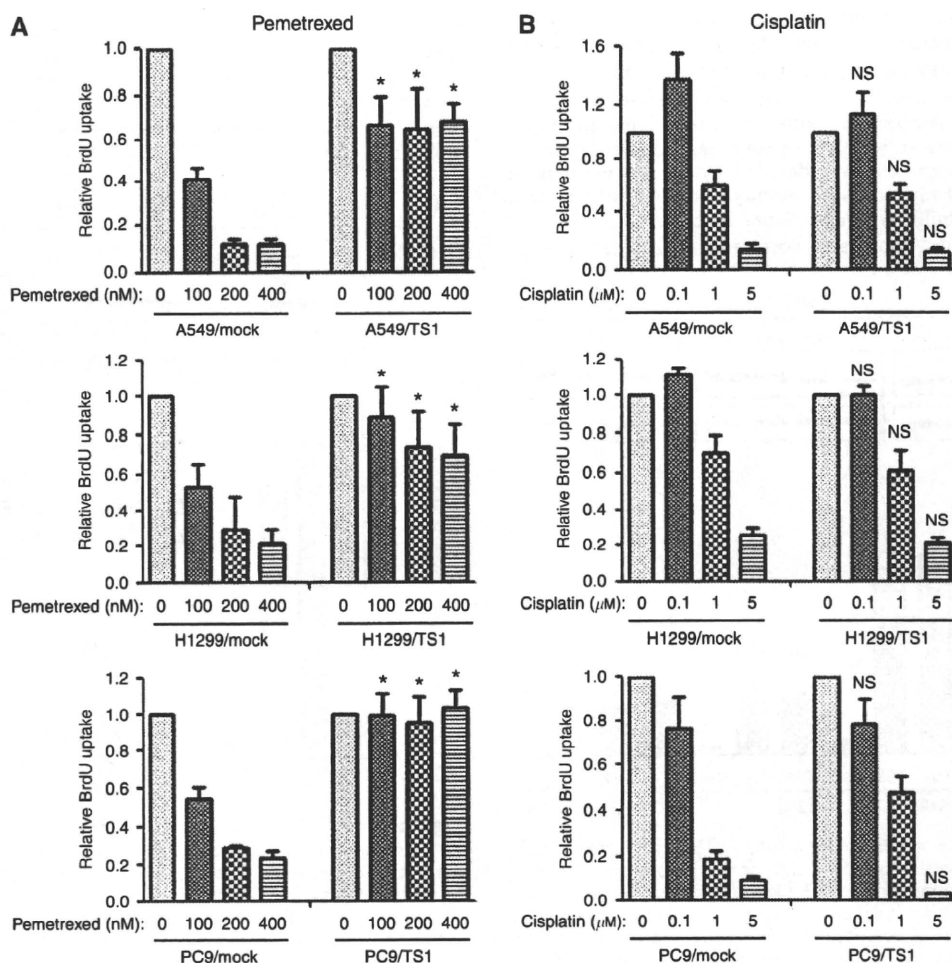 A Pemetrexed
1.0
0.8
0.6
0.4
0.2
0.0
Relative BrdU uptake
* * *
Pemetrexed (nM): 0 100 200 400 0 100 200 400
A549/mock A549/TS1
1.2
1.0
0.8
0.6
0.4
0.2
0.0
Relative BrdU uptake
* * *
Pemetrexed (nM): 0 100 200 400 0 100 200 400
H1299/mock H1299/TS1
1.2
1.0
0.8
0.6
0.4
0.2
0.0
Relative BrdU uptake
* * *
Pemetrexed (nM): 0 100 200 400 0 100 200 400
PC9/mock PC9/TS1
B Cisplatin
1.6
1.2
0.8
0.4
0.0
Relative BrdU uptake
NS NS NS
Cisplatin (μM): 0 0.1 1 5 0 0.1 1 5
A549/mock A549/TS1
1.2
1.0
0.8
0.6
0.4
0.2
0.0
Relative BrdU uptake
NS NS NS
Cisplatin (μM): 0 0.1 1 5 0 0.1 1 5
H1299/mock H1299/TS1
1.0
0.8
0.6
0.4
0.2
0.0
Relative BrdU uptake
NS NS
Cisplatin (μM): 0 0.1 1 5 0 0.1 1 5
PC9/mock PC9/TS1